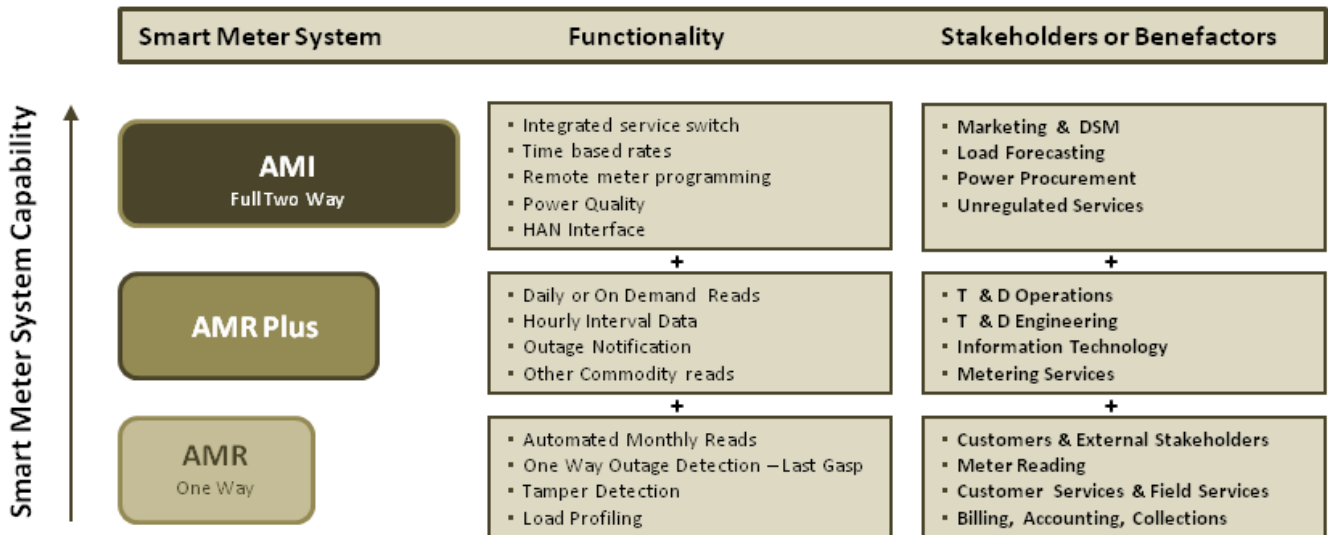 Smart Meter System
Functionality
Stakeholders or Benefactors
Smart Meter System Capability
AMI
Full Two Way
▪ Integrated service switch
▪ Time based rates
▪ Remote meter programming
▪ Power Quality
▪ HAN Interface
▪ Marketing & DSM
▪ Load Forecasting
▪ Power Procurement
▪ Unregulated Services
+
+
AMR Plus
▪ Daily or On Demand Reads
▪ Hourly Interval Data
▪ Outage Notification
▪ Other Commodity reads
▪ T & D Operations
▪ T & D Engineering
▪ Information Technology
▪ Metering Services
+
+
AMR
One Way
▪ Automated Monthly Reads
▪ One Way Outage Detection – Last Gasp
▪ Tamper Detection
▪ Load Profiling
▪ Customers & External Stakeholders
▪ Meter Reading
▪ Customer Services & Field Services
▪ Billing, Accounting, Collections